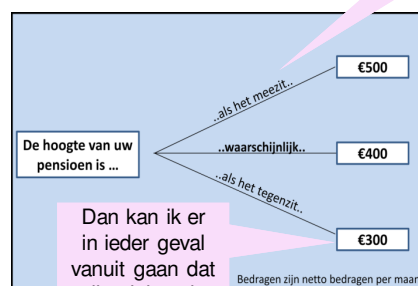 €500
..als het meezit..
De hoogte van uw
pensioen is ...
..waarschijnlijk..
€400
..als het tegenzit..
€300
Dan kan ik er
in ieder geval
vanuit gaan dat
Bedragen zijn netto bedragen per